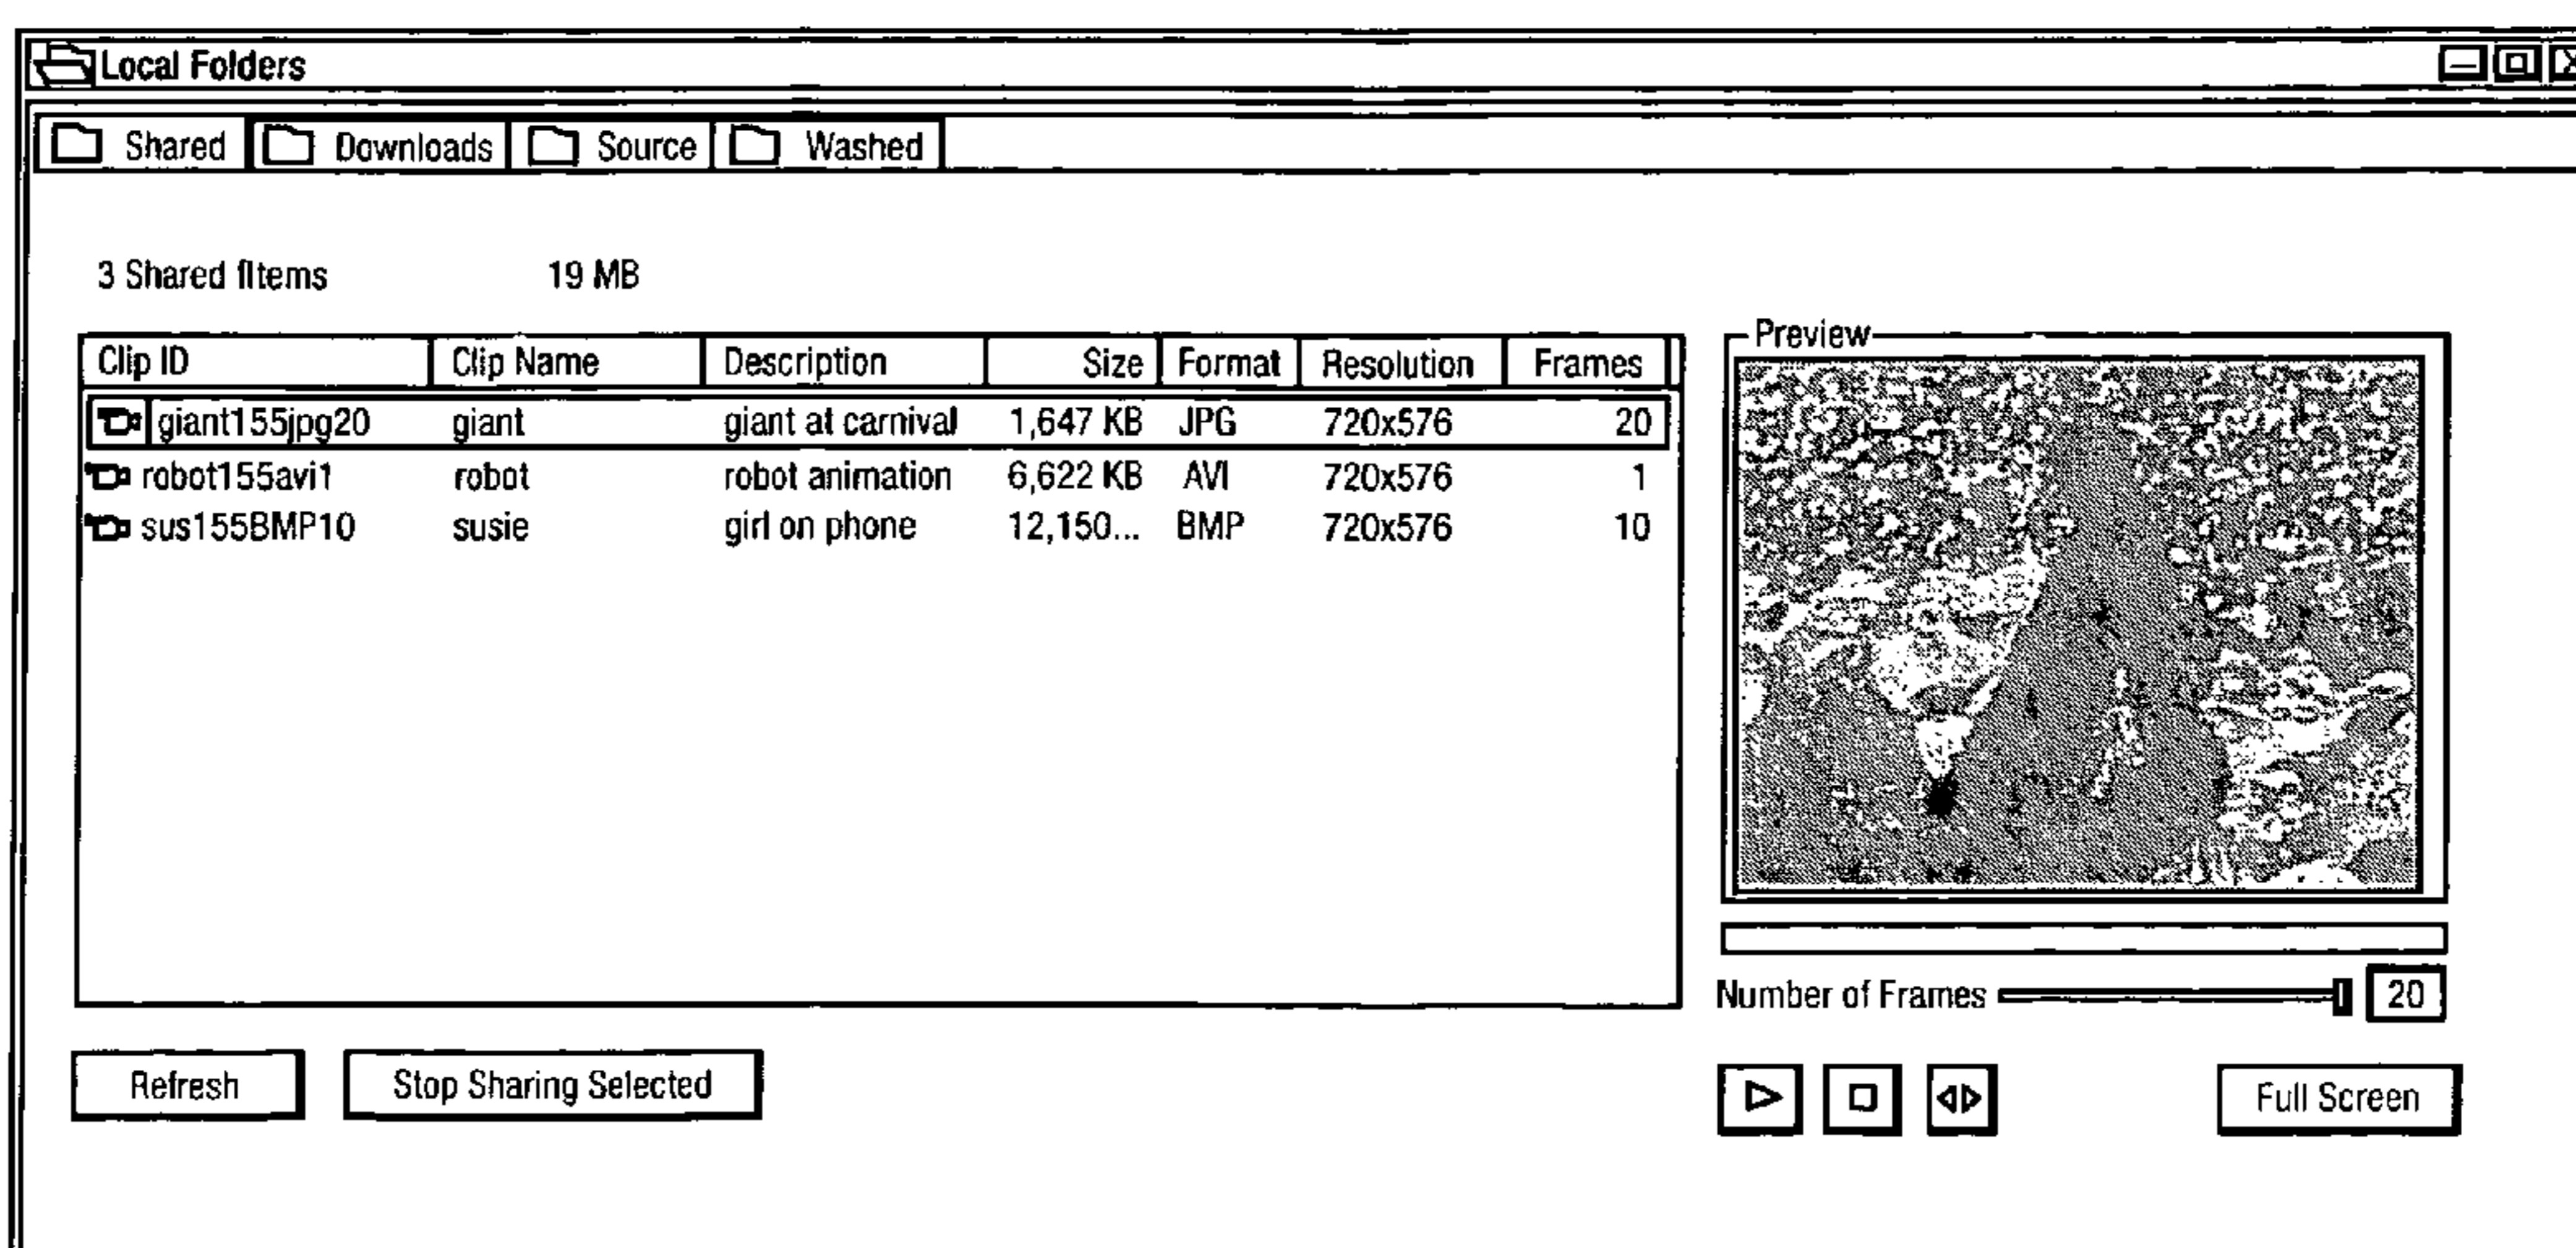 Local Folders
Shared Downloads Source Washed
3 Shared fItems 19 MB
Clip ID Clip Name Description Size Format Resolution Frames
giant155jpg20 giant giant at carnival 1,647 KB JPG 720x576 20
robot155avi1 robot robot animation 6,622 KB AVI 720x576 1
sus155BMP10 susie girl on phone 12,150... BMP 720x576 10
Preview
Number of Frames 20
Refresh Stop Sharing Selected Full Screen